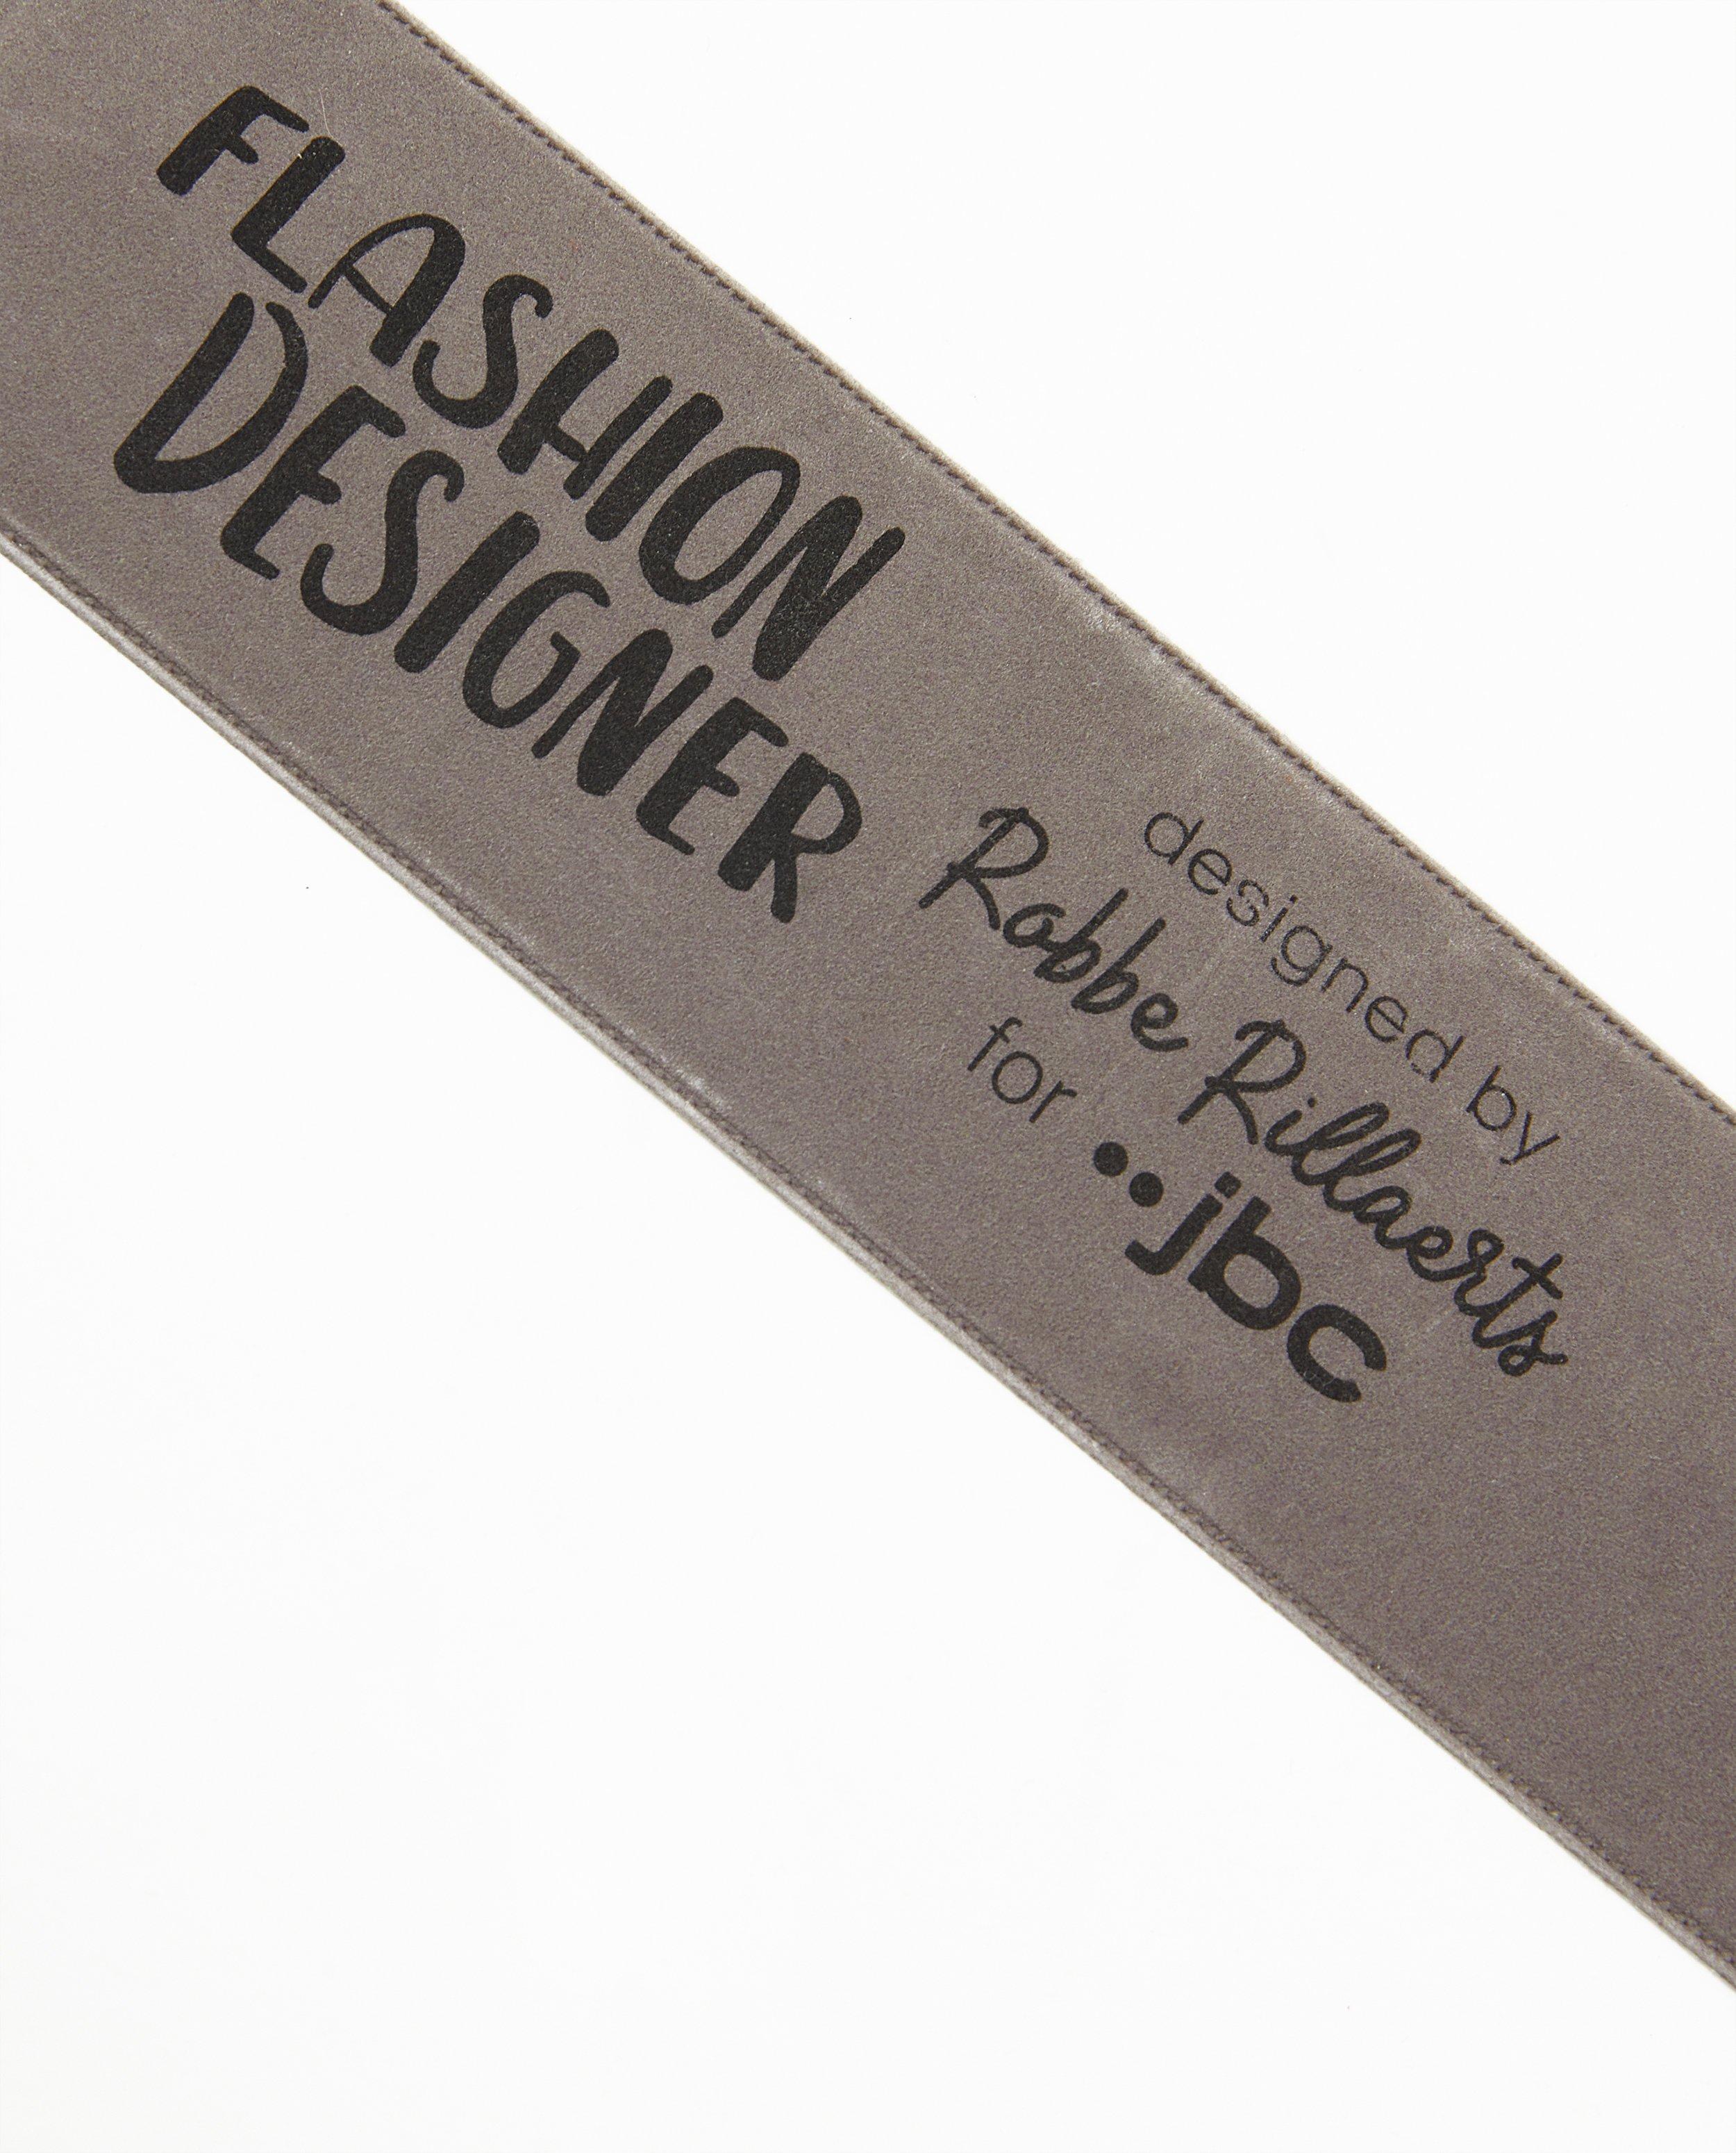 FLASHION
DESIGNER
designed by
Robbe Rillaerts
for jbc